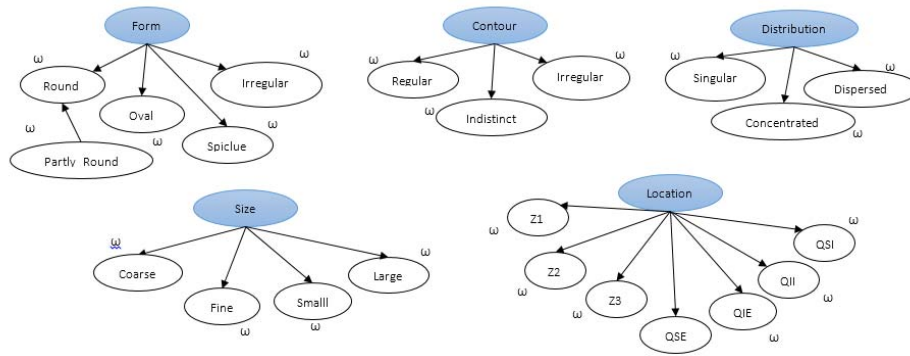 Form
ω
ω
Round
Irregular
Oval
ω
ω
ω
Spiclue
Partly Round
Contour
ω
ω
Regular
Irregular
ω
Indistinct
Distribution
ω
ω
Singular
Dispersed
Concentrated
ω
Size
ω
ω
Coarse
Large
Fine
Smalll
ω
ω
Location
Z1
ω
ω
QSI
Z2
QII
ω
ω
Z3
QIE
ω
ω
QSE